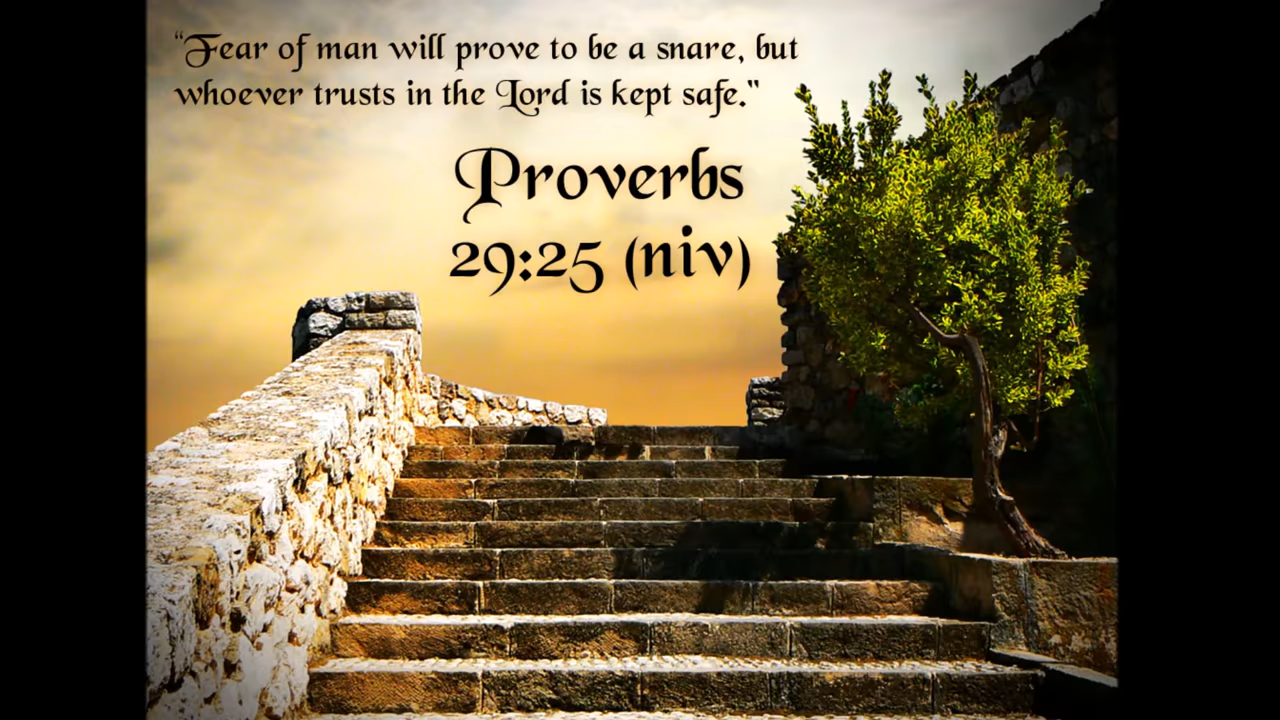 “Fear of man will prove to be a snare, but
whoever trusts in the Lord is kept safe."
Proverbs
29:25 (niv)